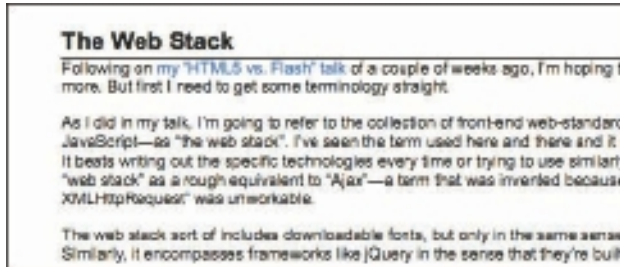 The Web Stack
Following on my "HTML5 vs. Flash" talk of a couple of weeks ago, I'm hoping
more. But first I need to get some terminology straight.
As I did in my talk, I'm going to refer to the collection of front-end
JavaScript—as "the web stack". I've seen the term used here and there and it
It beats writing out the specific technologies every time or trying to use
"web stack" as a rough equivalent to "Ajax"—a term that was invented because
XMLHttpRequest" was unworkable.
The web stack sort of includes downloadable fonts, but only in the same sense
Similarly, it encompasses frameworks like jQuery in the sense that they're